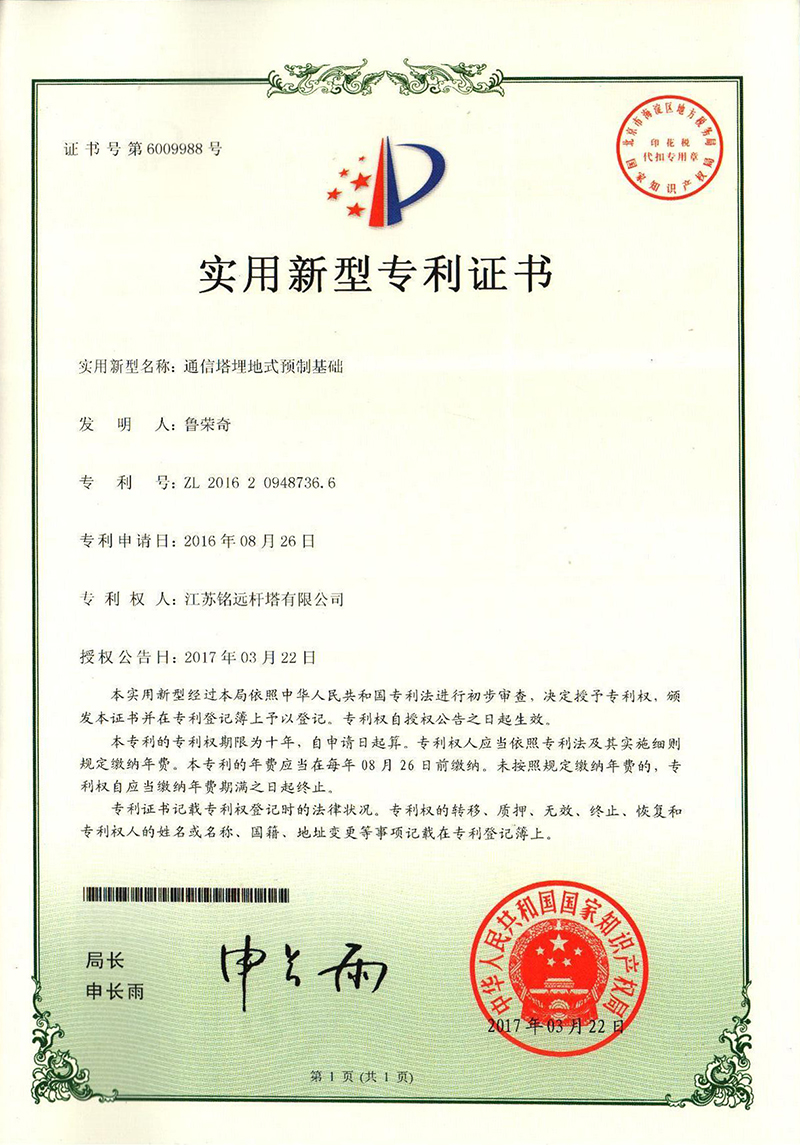 证书号第6009988号
北京市海淀区地方税务局
印花税
代扣专用章
国家知识产权局
实用新型专利证书
实用新型名称：通信塔埋地式预制基础
发明人：鲁荣奇
专利号：ZL 2016 2 0948736.6
专利申请日：2016年08月26日
专利权人：江苏铭远杆塔有限公司
授权公告日：2017年03月22日
本实用新型经过本局依照中华人民共和国专利法进行初步审查，决定授予专利权，颁
发本证书并在专利登记簿上予以登记。专利权自授权公告之日起生效。
本专利的专利权期限为十年，自申请日起算。专利权人应当依照专利法及其实施细则
规定缴纳年费。本专利的年费应当在每年08月26日前缴纳。未按照规定缴纳年费的，专
利权自应当缴纳年费期满之日起终止。
专利证书记载专利权登记时的法律状况。专利权的转移、质押、无效、终止、恢复和
专利权人的姓名或名称、国籍、地址变更等事项记载在专利登记簿上。
局长
申长雨
申长雨
中华人民共和国国家知识产权局
2017年03月22日
第1页(共1页)